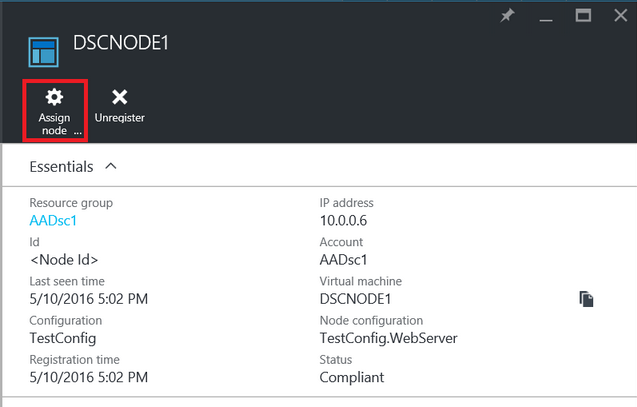 DSCNODE1
Assign
node ...
Unregister
Essentials
Resource group
AADsc1
IP address
10.0.0.6
Id
<Node Id>
Account
AADsc1
Last seen time
5/10/2016 5:02 PM
Virtual machine
DSCNODE1
Configuration
TestConfig
Node configuration
TestConfig.WebServer
Registration time
5/10/2016 5:02 PM
Status
Compliant